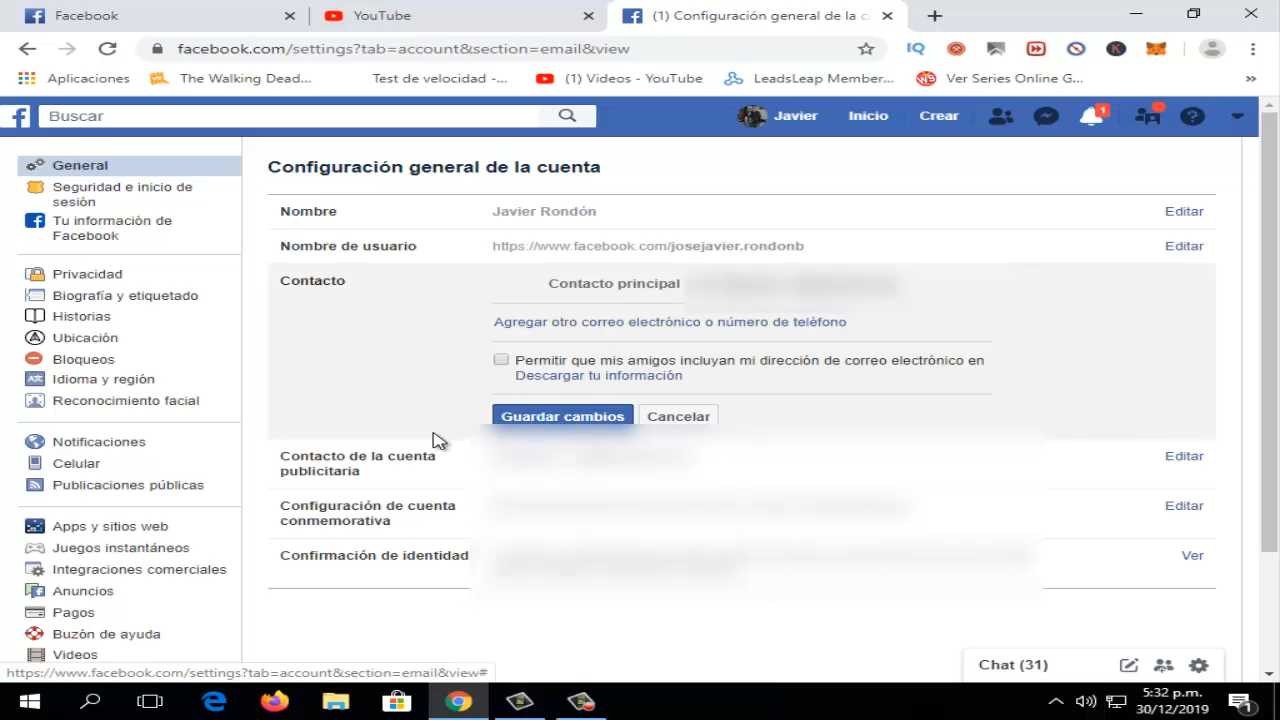 Facebook
YouTube
(1) Configuración general de la c
facebook.com/settings?tab=account&section=email&view
Aplicaciones
The Walking Dead...
Test de velocidad -...
(1) Videos - YouTube
LeadsLeap Member...
Ver Series Online G...
Buscar
Javier
Inicio
Crear
1
General
Seguridad e inicio de
sesión
Tu información de
Facebook
Privacidad
Biografía y etiquetado
Historias
Ubicación
Bloqueos
Idioma y región
Reconocimiento facial
Notificaciones
Celular
Publicaciones públicas
Apps y sitios web
Juegos instantáneos
Integraciones comerciales
Anuncios
Pagos
Buzón de ayuda
Videos
Configuración general de la cuenta
Nombre Javier Rondón Editar
Nombre de usuario https://www.facebook.com/josejavier.rondonb Editar
Contacto Contacto principal
Agregar otro correo electrónico o número de teléfono
Permitir que mis amigos incluyan mi dirección de correo electrónico en
Descargar tu información
Guardar cambios Cancelar
Contacto de la cuenta
publicitaria
Editar
Configuración de cuenta
conmemorativa
Editar
Confirmación de identidad Ver
Chat (31)
https://www.facebook.com/settings?tab=account&section=email&view#
5:32 p.m.
30/12/2019
1